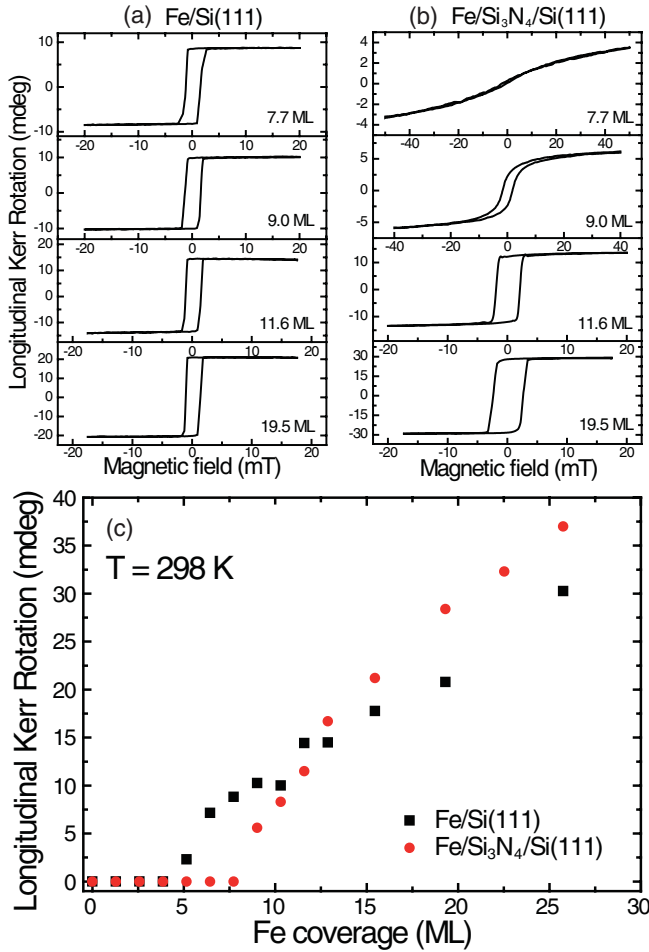 (a) Fe/Si(111)
(b) Fe/Si3N4/Si(111)
Longitudinal Kerr Rotation (mdeg)
10
0
-10
-20 -10 0 10 20
7.7 ML
10
0
-10
-20 -10 0 10 20
9.0 ML
20
10
0
-10
-20 -10 0 10 20
11.6 ML
20
10
0
-10
-20
-20 -10 0 10 20
19.5 ML
Magnetic field (mT)
4
2
0
-2
-4
-40 -20 0 20 40
7.7 ML
5
0
-5
-40 -30 -20 -10 0 10 20 30 40
9.0 ML
10
0
-10
-20 -10 0 10 20
11.6 ML
30
15
0
-15
-30
-20 -10 0 10 20
19.5 ML
Magnetic field (mT)
(c)
T = 298 K
Longitudinal Kerr Rotation (mdeg)
40
35
30
25
20
15
10
5
0
Fe/Si(111)
Fe/Si3N4/Si(111)
0 5 10 15 20 25 30
Fe coverage (ML)